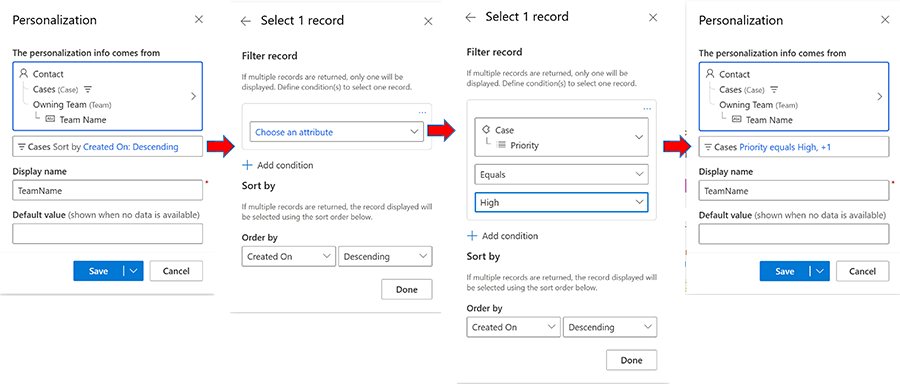 Personalization
The personalization info comes from
Contact
Cases (Case)
Owning Team (Team)
Team Name
Cases Sort by Created On: Descending
Display name
TeamName
*
Default value (shown when no data is available)
Save
Cancel
Select 1 record
Filter record
If multiple records are returned, only one will be
displayed. Define condition(s) to select one record.
...
Choose an attribute
+ Add condition
Sort by
If multiple records are returned, the record displayed will
be selected using the sort order below.
Order by
Created On
Descending
Done
Select 1 record
Filter record
If multiple records are returned, only one will be
displayed. Define condition(s) to select one record.
...
Case
Priority
Equals
High
+ Add condition
Sort by
If multiple records are returned, the record displayed will
be selected using the sort order below.
Order by
Created On
Descending
Done
Personalization
The personalization info comes from
Contact
Cases (Case)
Owning Team (Team)
Team Name
Cases Priority equals High, +1
Display name
TeamName
*
Default value (shown when no data is available)
Save
Cancel